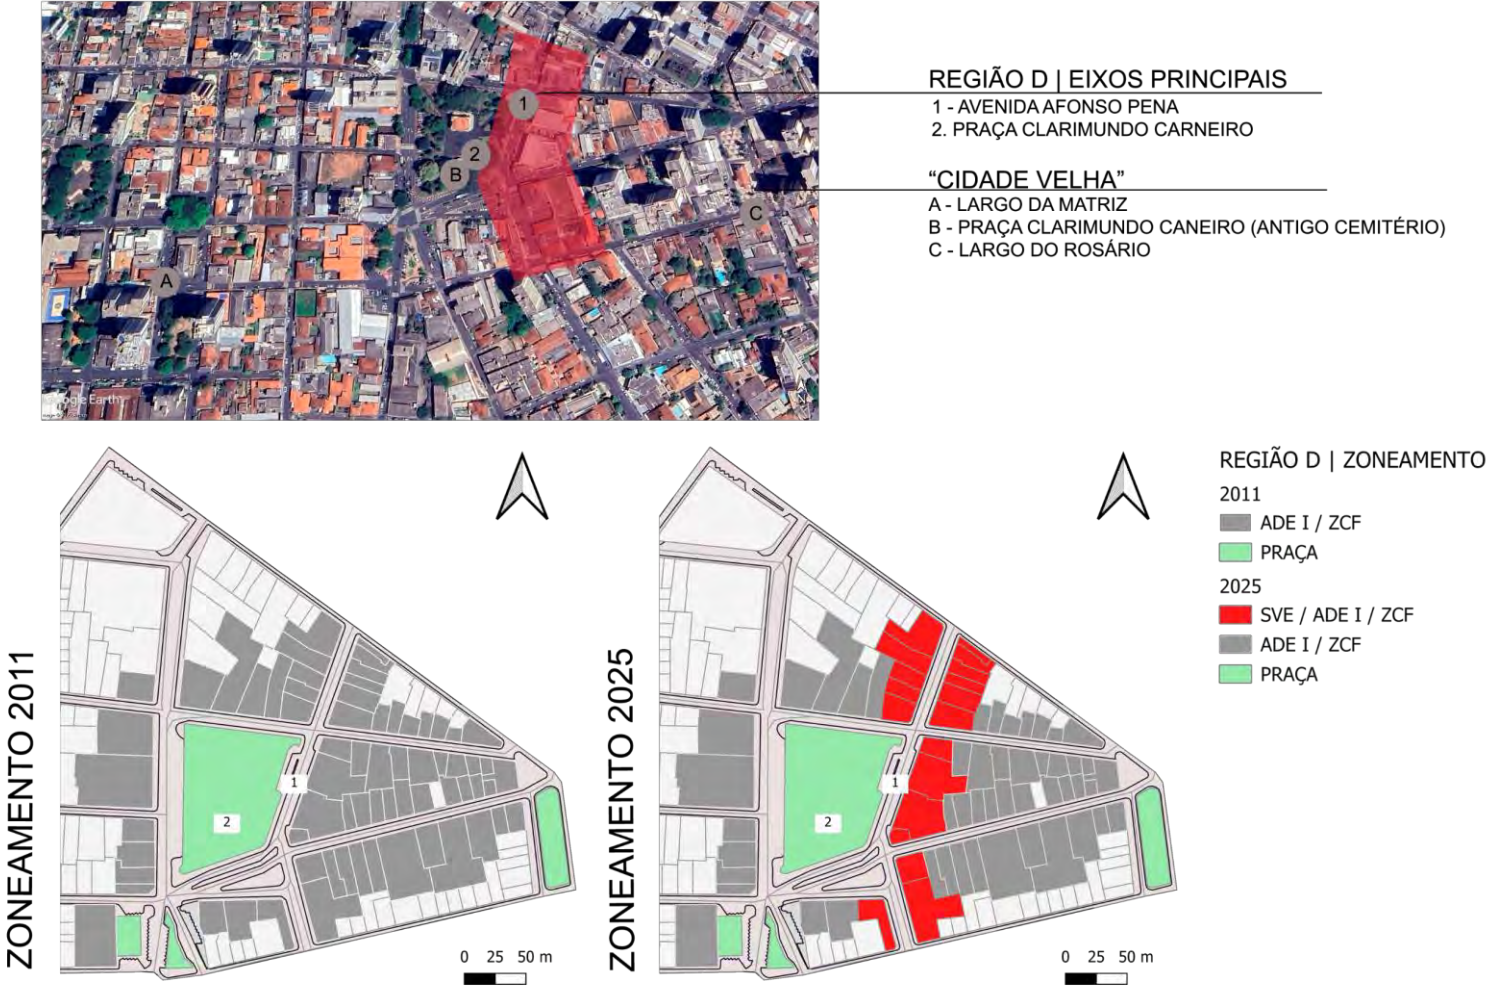 REGIÃO D | EIXOS PRINCIPAIS
1 - AVENIDA AFONSO PENA
2. PRAÇA CLARIMUNDO CARNEIRO
“CIDADE VELHA”
A - LARGO DA MATRIZ
B - PRAÇA CLARIMUNDO CANEIRO (ANTIGO CEMITÉRIO)
C - LARGO DO ROSÁRIO
1
2
B
C
A
Google Earth
ZONEAMENTO 2011
1
2
0 25 50 m
ZONEAMENTO 2025
1
2
0 25 50 m
REGIÃO D | ZONEAMENTO
2011
ADE I / ZCF
PRAÇA
2025
SVE / ADE I / ZCF
ADE I / ZCF
PRAÇA